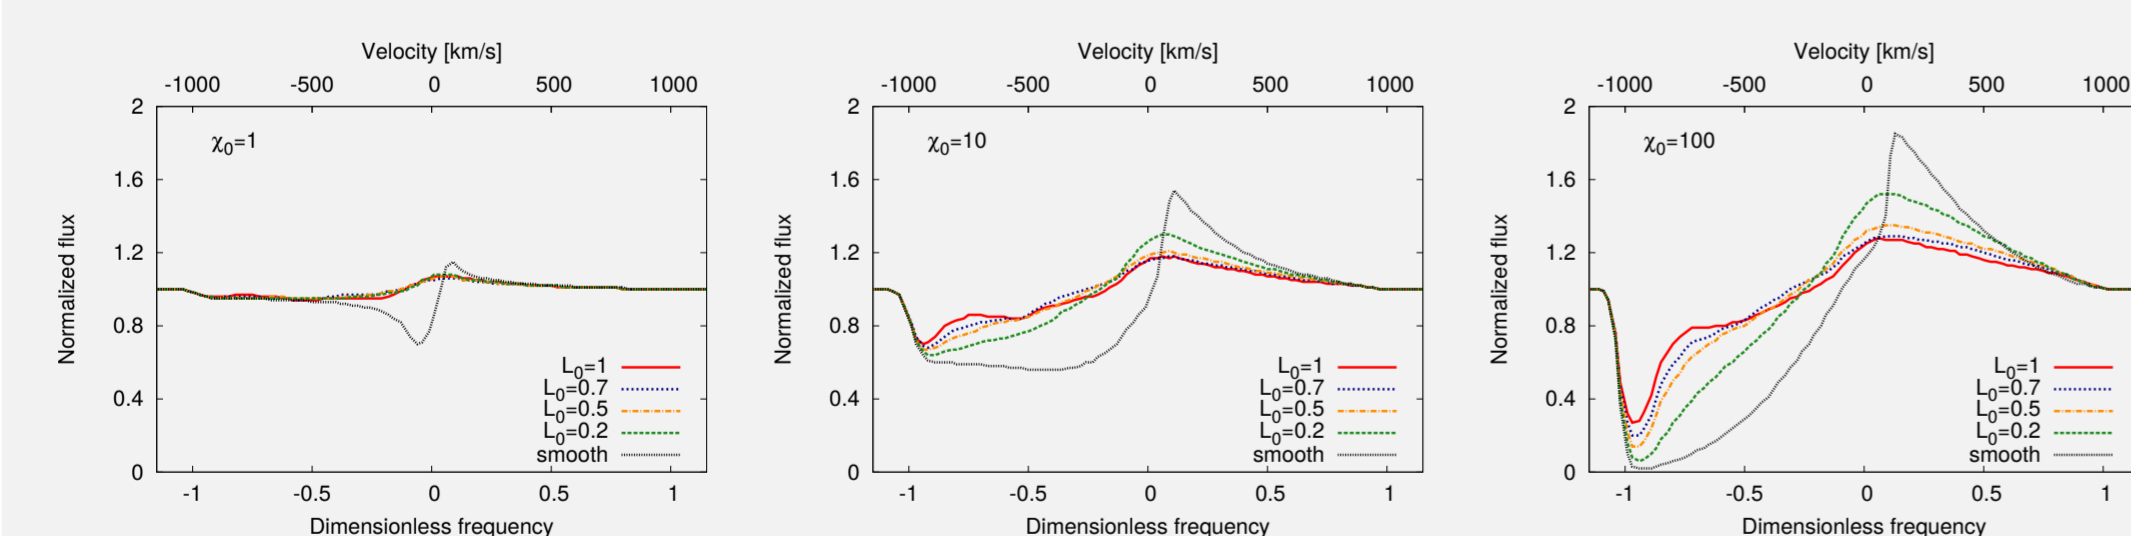 Velocity [km/s]
-1000 -500 0 500 1000
2
χ0=1
1.6
1.2
0.8
0.4
0
Normalized flux
L0=1
L0=0.7
L0=0.5
L0=0.2
smooth
-1 -0.5 0 0.5 1
Dimensionless frequency
Velocity [km/s]
-1000 -500 0 500 1000
2
χ0=10
1.6
1.2
0.8
0.4
0
Normalized flux
L0=1
L0=0.7
L0=0.5
L0=0.2
smooth
-1 -0.5 0 0.5 1
Dimensionless frequency
Velocity [km/s]
-1000 -500 0 500 1000
2
χ0=100
1.6
1.2
0.8
0.4
0
Normalized flux
L0=1
L0=0.7
L0=0.5
L0=0.2
smooth
-1 -0.5 0 0.5 1
Dimensionless frequency